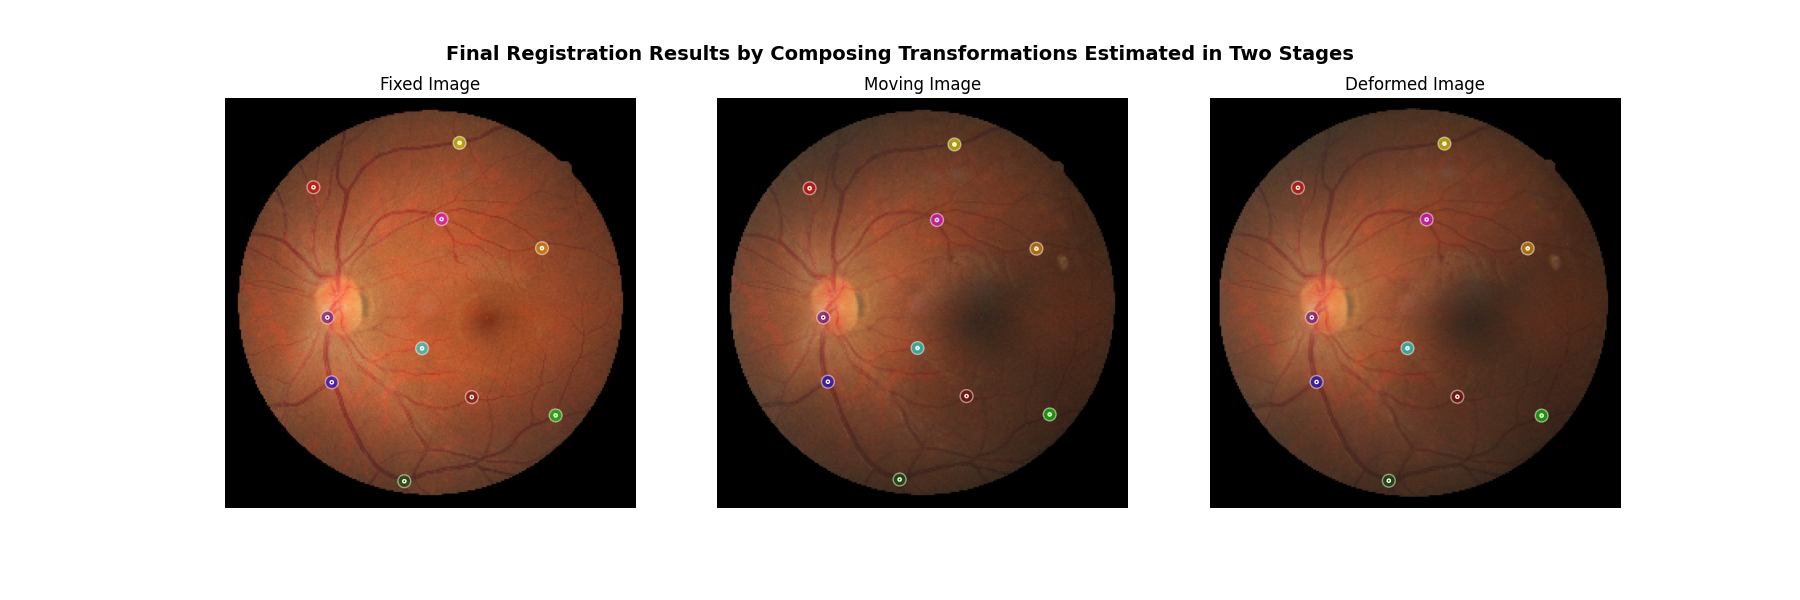 Final Registration Results by Composing Transformations Estimated in Two Stages
Fixed Image
Moving Image
Deformed Image